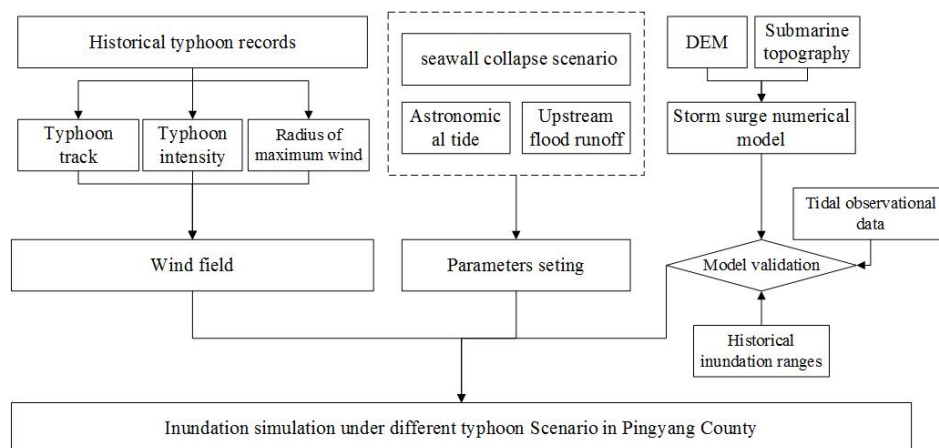 Historical typhoon records
Typhoon
track
Typhoon
intensity
Radius of
maximum wind
Wind field
seawall collapse scenario
Astronomic
al tide
Upstream
flood runoff
Parameters seting
DEM
Submarine
topography
Storm surge numerical
model
Tidal observational
data
Model validation
Historical
inundation ranges
Inundation simulation under different typhoon Scenario in Pingyang County